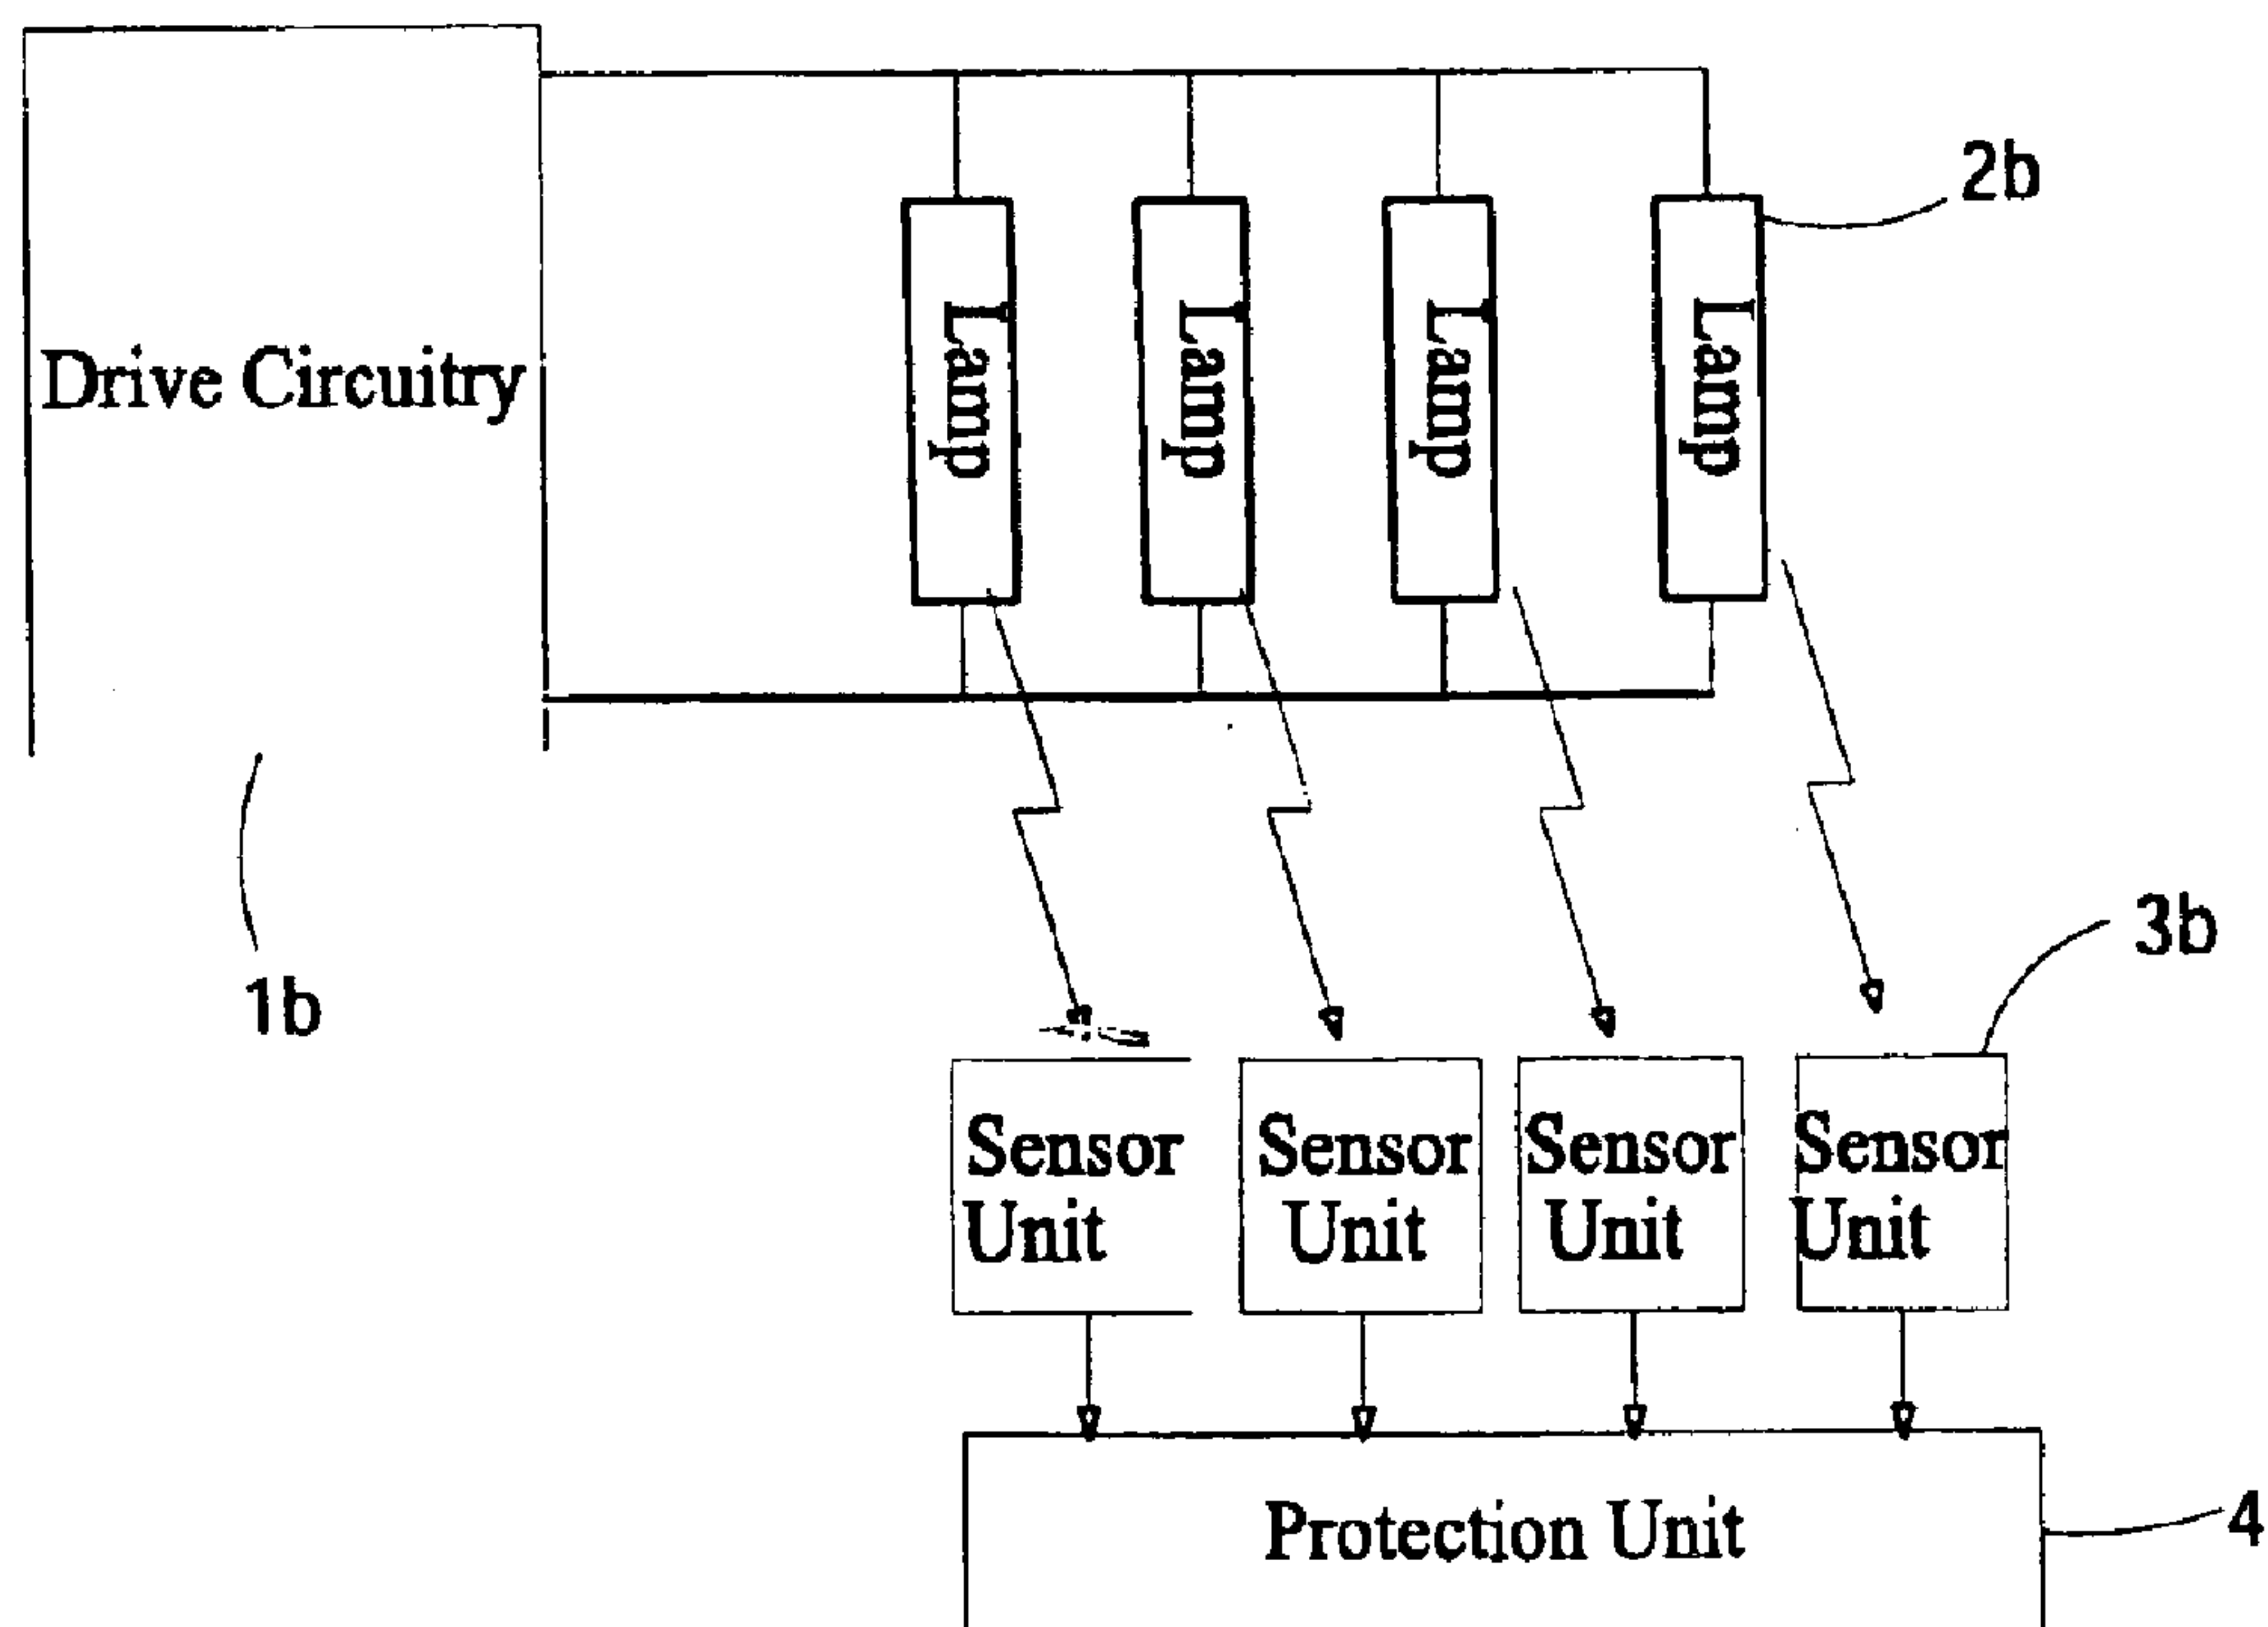 Drive Circuitry
Lamp
Lamp
Lamp
Lamp
2b
1b
3b
Sensor
Unit
Sensor
Unit
Sensor
Unit
Sensor
Unit
Protection Unit
4